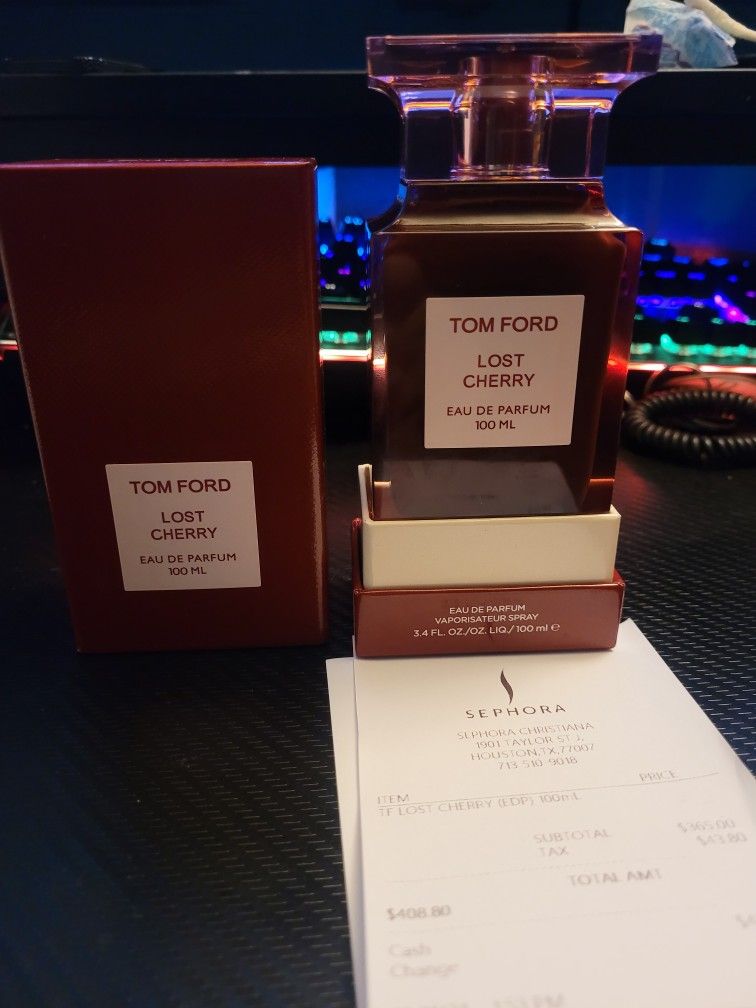 TOM FORD
LOST
CHERRY
EAU DE PARFUM
100 ML
TOM FORD
LOST
CHERRY
EAU DE PARFUM
100 ML
EAU DE PARFUM
VAPORISATEUR SPRAY
3.4 FL. OZ./OZ. LIQ./ 100 ml e
SEPHORA
SEPHORA CHRISTIANA
1901 TAYLOR ST J,
HOUSTON,TX,77007
713-510-9018
ITEM PRICE
TF LOST CHERRY (EDP) 100mL
SUBTOTAL $365.00
TAX $43.80
TOTAL AMT
$408.80
Cash
Change